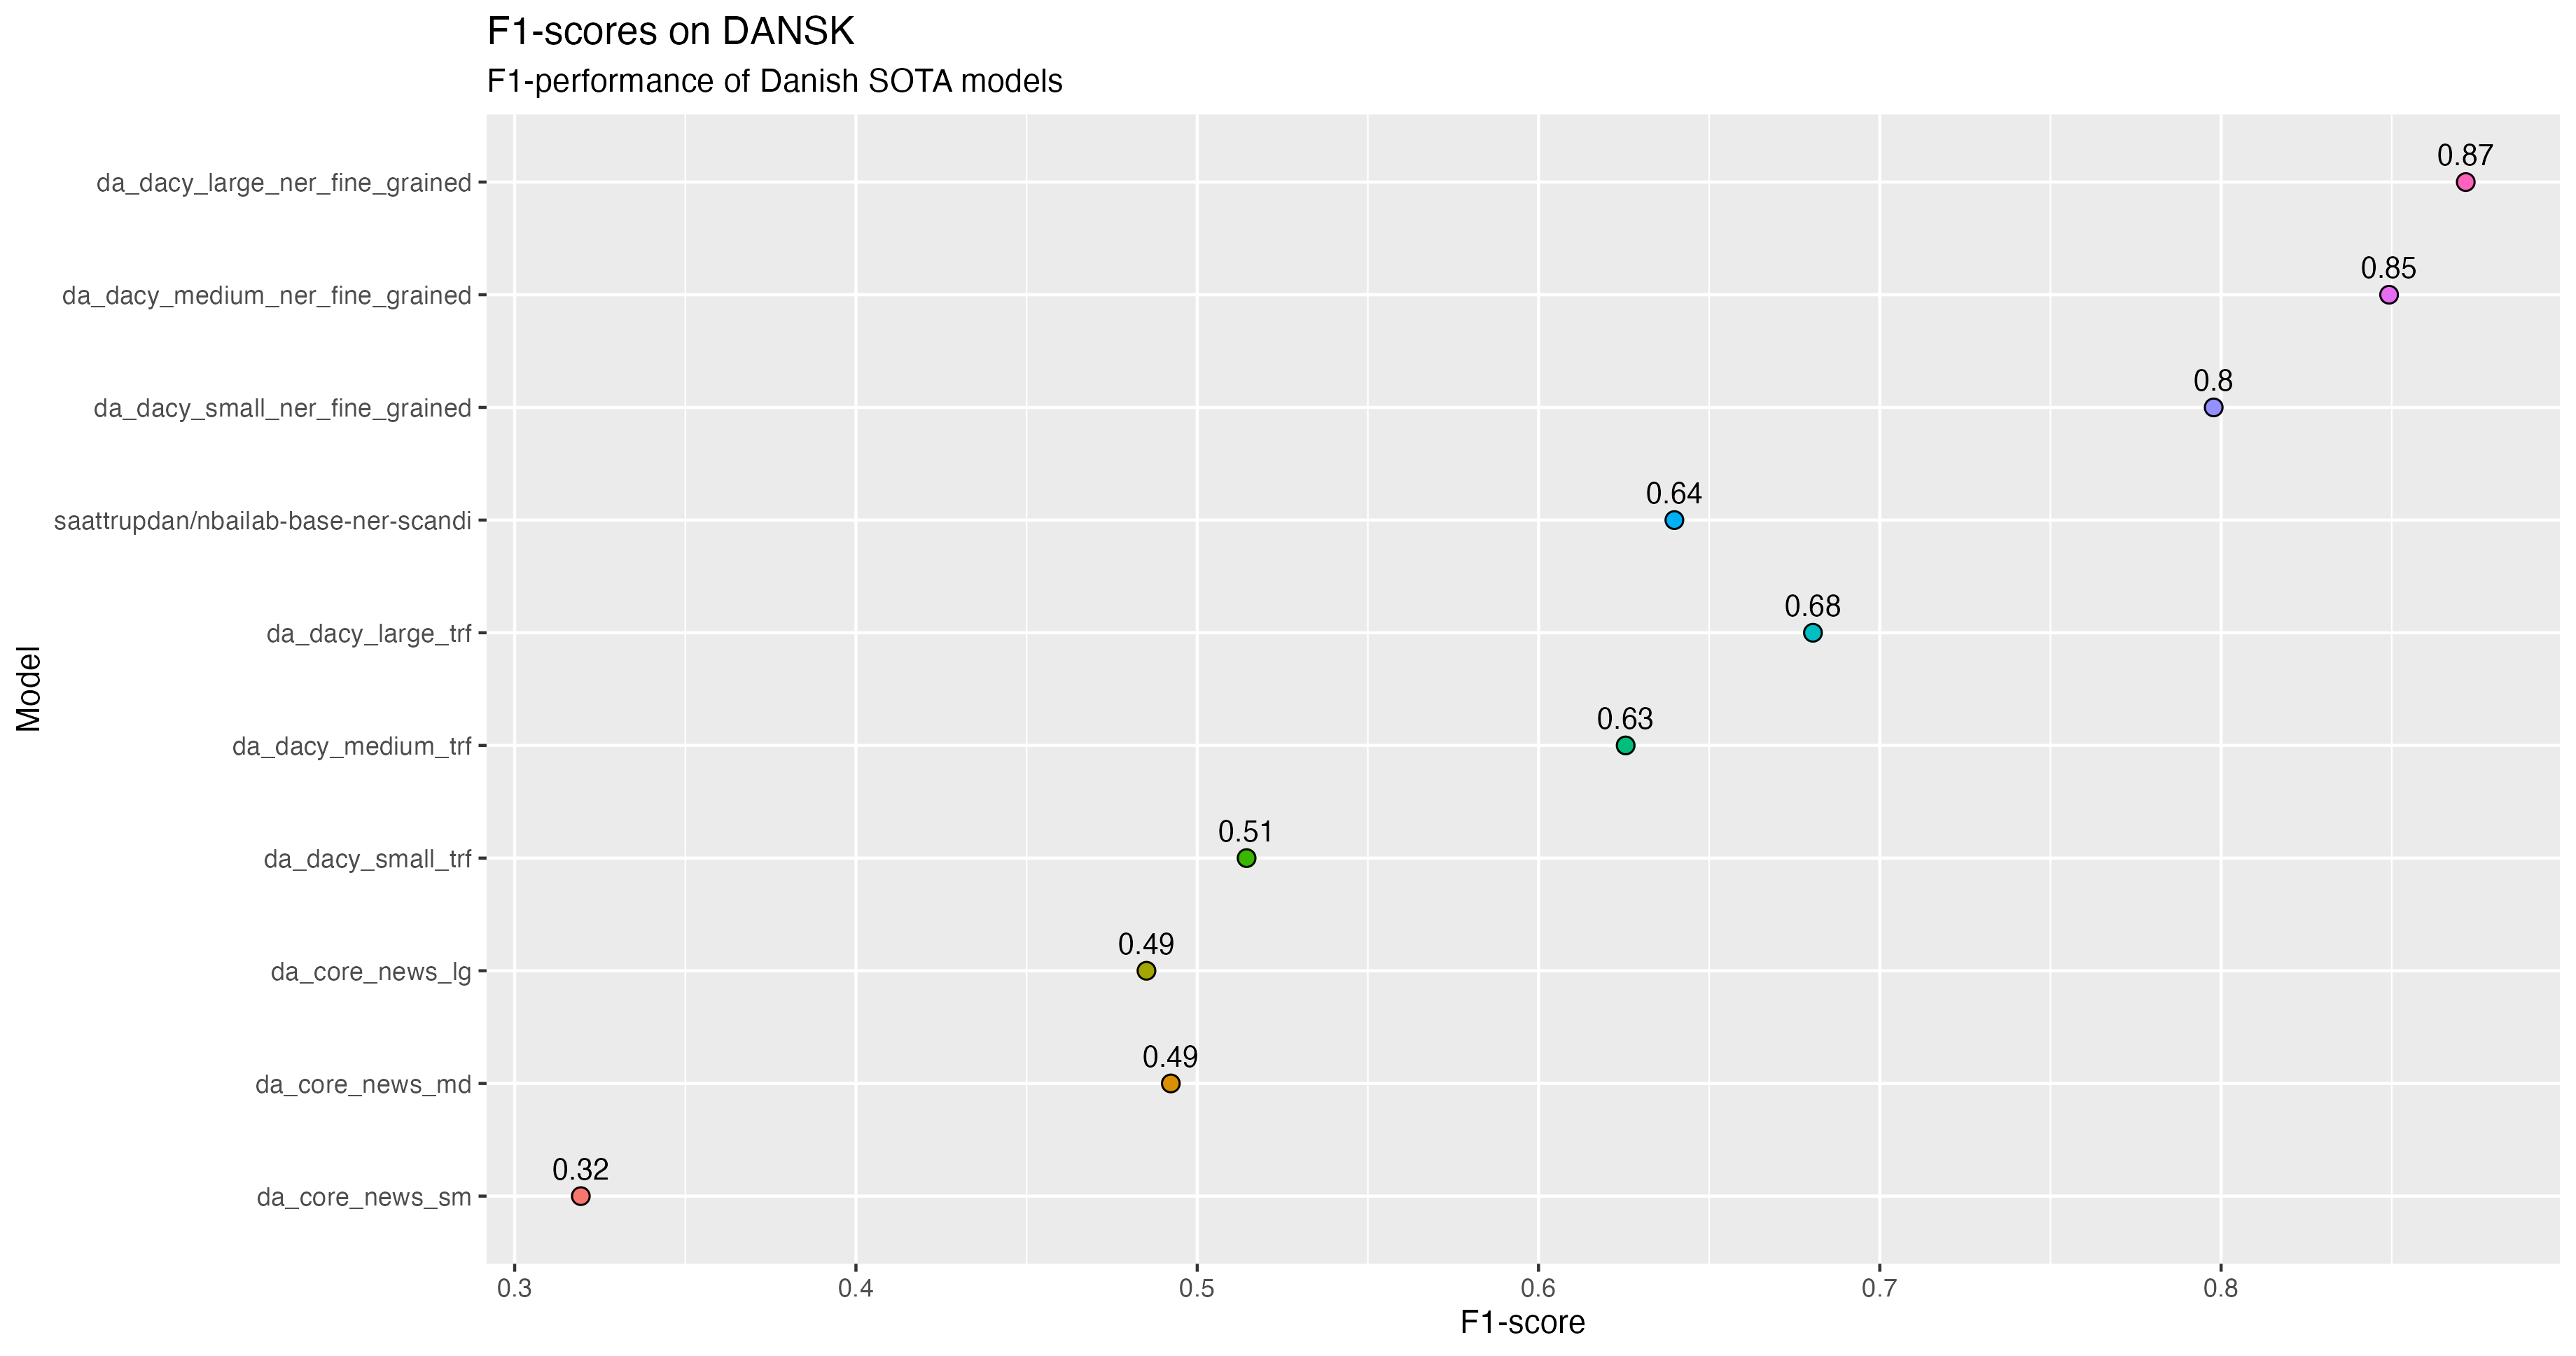 F1-scores on DANSK
F1-performance of Danish SOTA models
Model
da_dacy_large_ner_fine_grained
0.87
da_dacy_medium_ner_fine_grained
0.85
da_dacy_small_ner_fine_grained
0.8
saattrupdan/nbailab-base-ner-scandi
0.64
da_dacy_large_trf
0.68
da_dacy_medium_trf
0.63
da_dacy_small_trf
0.51
da_core_news_lg
0.49
da_core_news_md
0.49
da_core_news_sm
0.32
0.3 0.4 0.5 0.6 0.7 0.8
F1-score